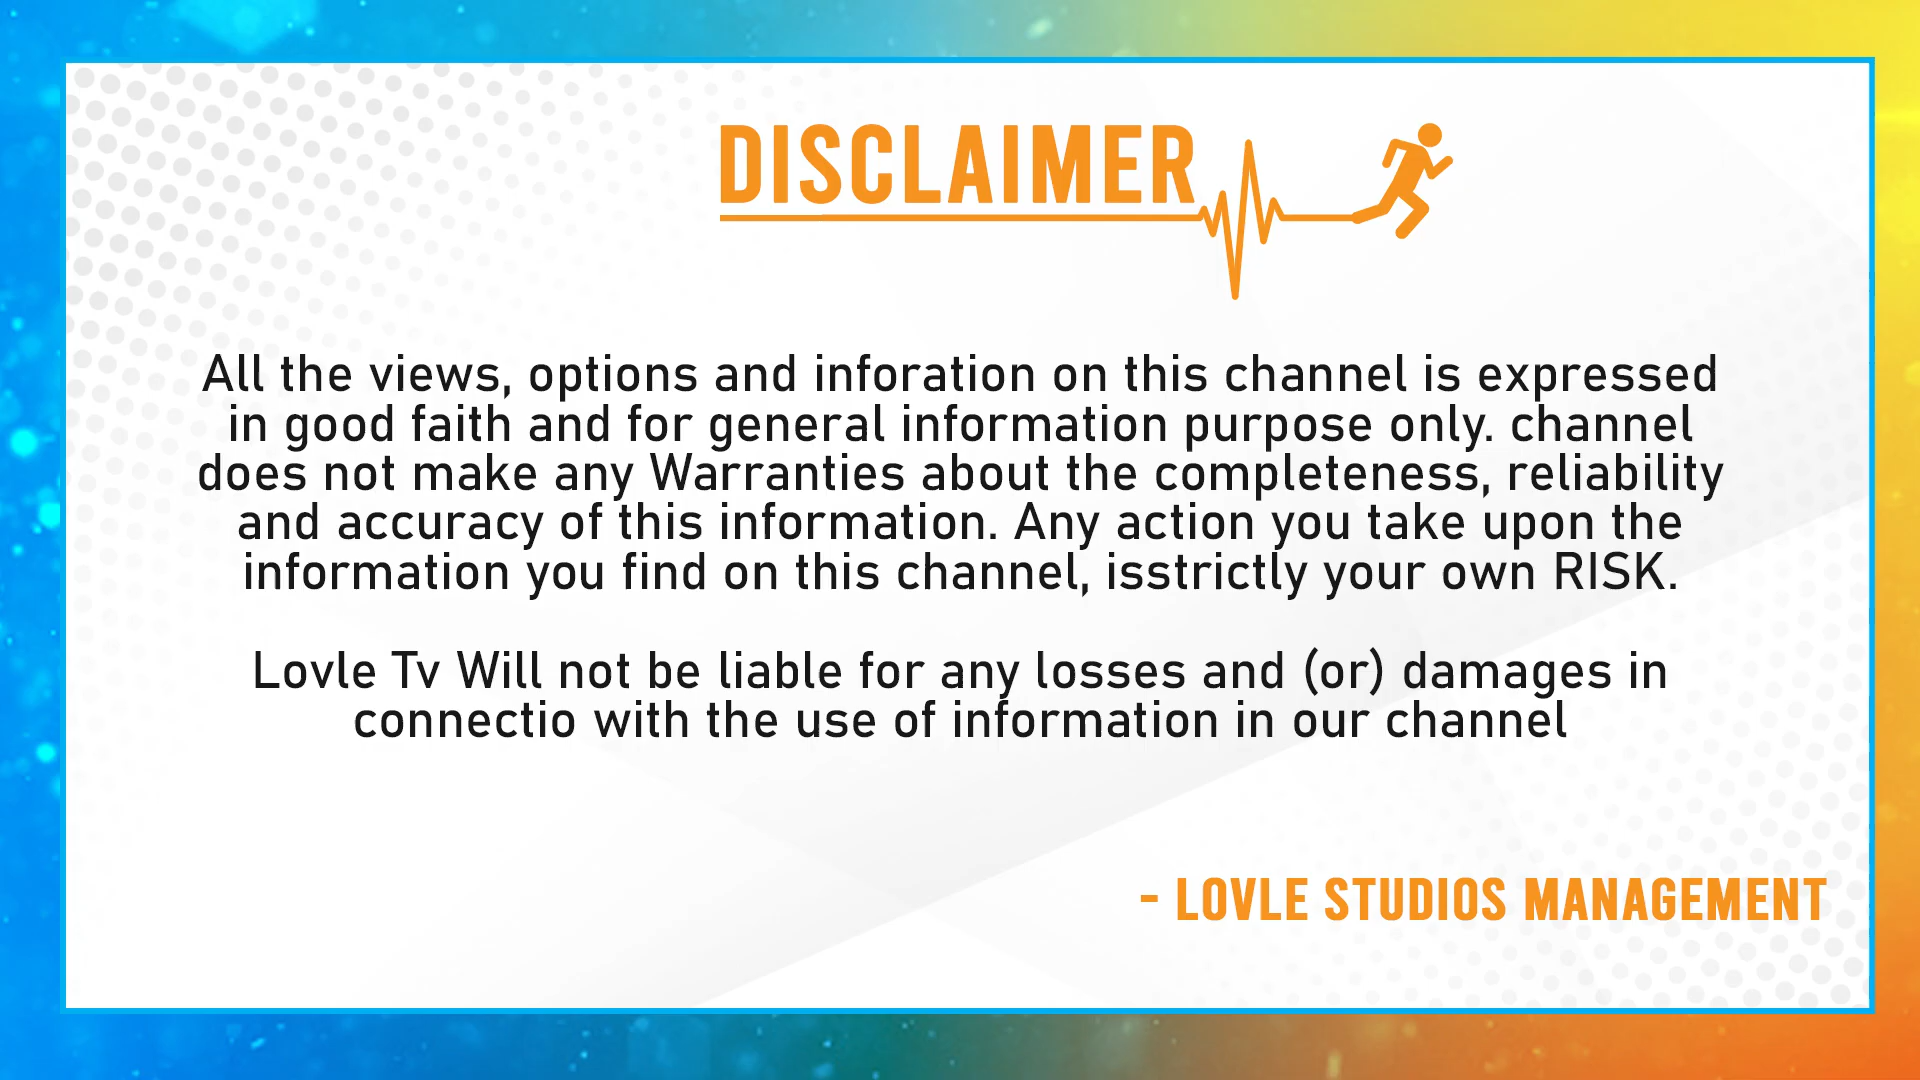 DISCLAIMER
All the views, options and inforation on this channel is expressed
in good faith and for general information purpose only. channel
does not make any Warranties about the completeness, reliability
and accuracy of this information. Any action you take upon the
information you find on this channel, isstrictly your own RISK.
Lovle Tv Will not be liable for any losses and (or) damages in
connectio with the use of information in our channel
- LOVLE STUDIOS MANAGEMENT